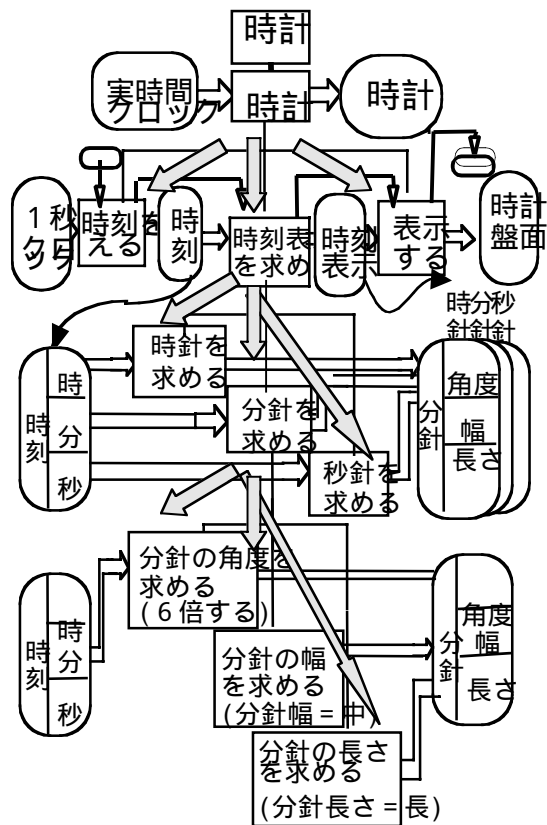 時計
実時間
クロック
時計
時計
1秒
クロ
ック
時刻を
える
時
刻
時刻表
を求め
時刻
表示
表示
する
時計
盤面
時分秒
針針針
時刻
時
分
秒
時針を
求める
分針を
求める
秒針を
求める
分針
角度
幅
長さ
時刻
時
分
秒
分針の角度を
求める
(6倍する)
分針の幅
を求める
(分針幅=中)
分針の長さ
を求める
(分針長さ=長)
分針
角度
幅
長さ